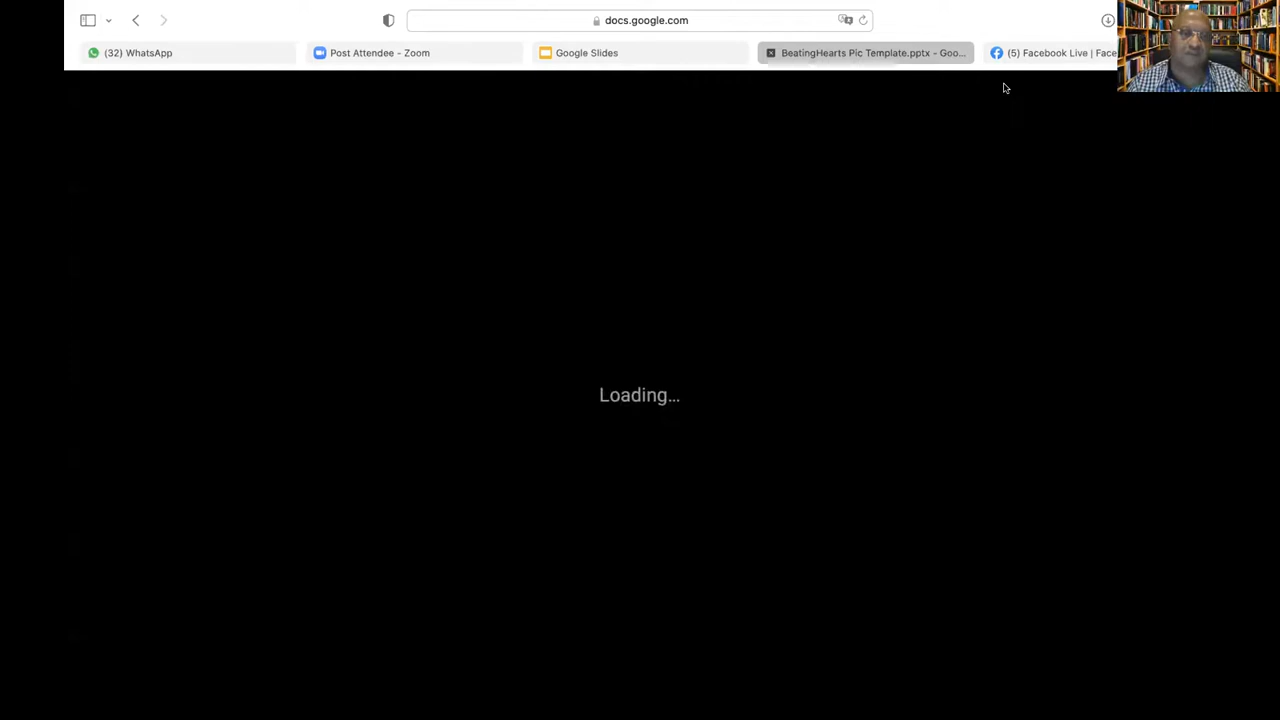 docs.google.com
(32) WhatsApp
Post Attendee - Zoom
Google Slides
BeatingHearts Pic Template.pptx - Goo...
(5) Facebook Live | Face
Loading...